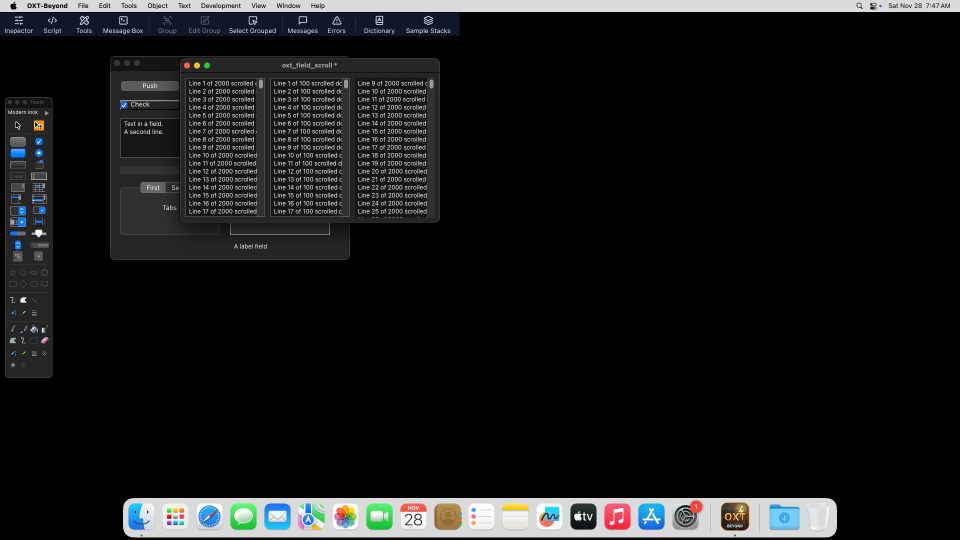 OXT-Beyond File Edit Tools Object Text Development View Window Help
Sat Nov 28 7:47 AM
Inspector Script Tools Message Box Group Edit Group Select Grouped Messages Errors Dictionary Sample Stacks
Tools
Modern look
Label
Push
Check
Text in a field.
A second line.
First Se
Tabs
A label field
oxt_field_scroll *
Line 1 of 2000 scrolled
Line 2 of 2000 scrolled
Line 3 of 2000 scrolled
Line 4 of 2000 scrolled
Line 5 of 2000 scrolled
Line 6 of 2000 scrolled
Line 7 of 2000 scrolled
Line 8 of 2000 scrolled
Line 9 of 2000 scrolled
Line 10 of 2000 scrolled
Line 11 of 2000 scrolled
Line 12 of 2000 scrolled
Line 13 of 2000 scrolled
Line 14 of 2000 scrolled
Line 15 of 2000 scrolled
Line 16 of 2000 scrolled
Line 17 of 2000 scrolled
Line 1 of 100 scrolled
Line 2 of 100 scrolled
Line 3 of 100 scrolled
Line 4 of 100 scrolled
Line 5 of 100 scrolled
Line 6 of 100 scrolled
Line 7 of 100 scrolled
Line 8 of 100 scrolled
Line 9 of 100 scrolled
Line 10 of 100 scrolled
Line 11 of 100 scrolled
Line 12 of 100 scrolled
Line 13 of 100 scrolled
Line 14 of 100 scrolled
Line 15 of 100 scrolled
Line 16 of 100 scrolled
Line 17 of 100 scrolled
Line 9 of 2000 scrolled
Line 10 of 2000 scrolled
Line 11 of 2000 scrolled
Line 12 of 2000 scrolled
Line 13 of 2000 scrolled
Line 14 of 2000 scrolled
Line 15 of 2000 scrolled
Line 16 of 2000 scrolled
Line 17 of 2000 scrolled
Line 18 of 2000 scrolled
Line 19 of 2000 scrolled
Line 20 of 2000 scrolled
Line 21 of 2000 scrolled
Line 22 of 2000 scrolled
Line 23 of 2000 scrolled
Line 24 of 2000 scrolled
Line 25 of 2000 scrolled
NOV
28
tv
1
OXT
BEYOND